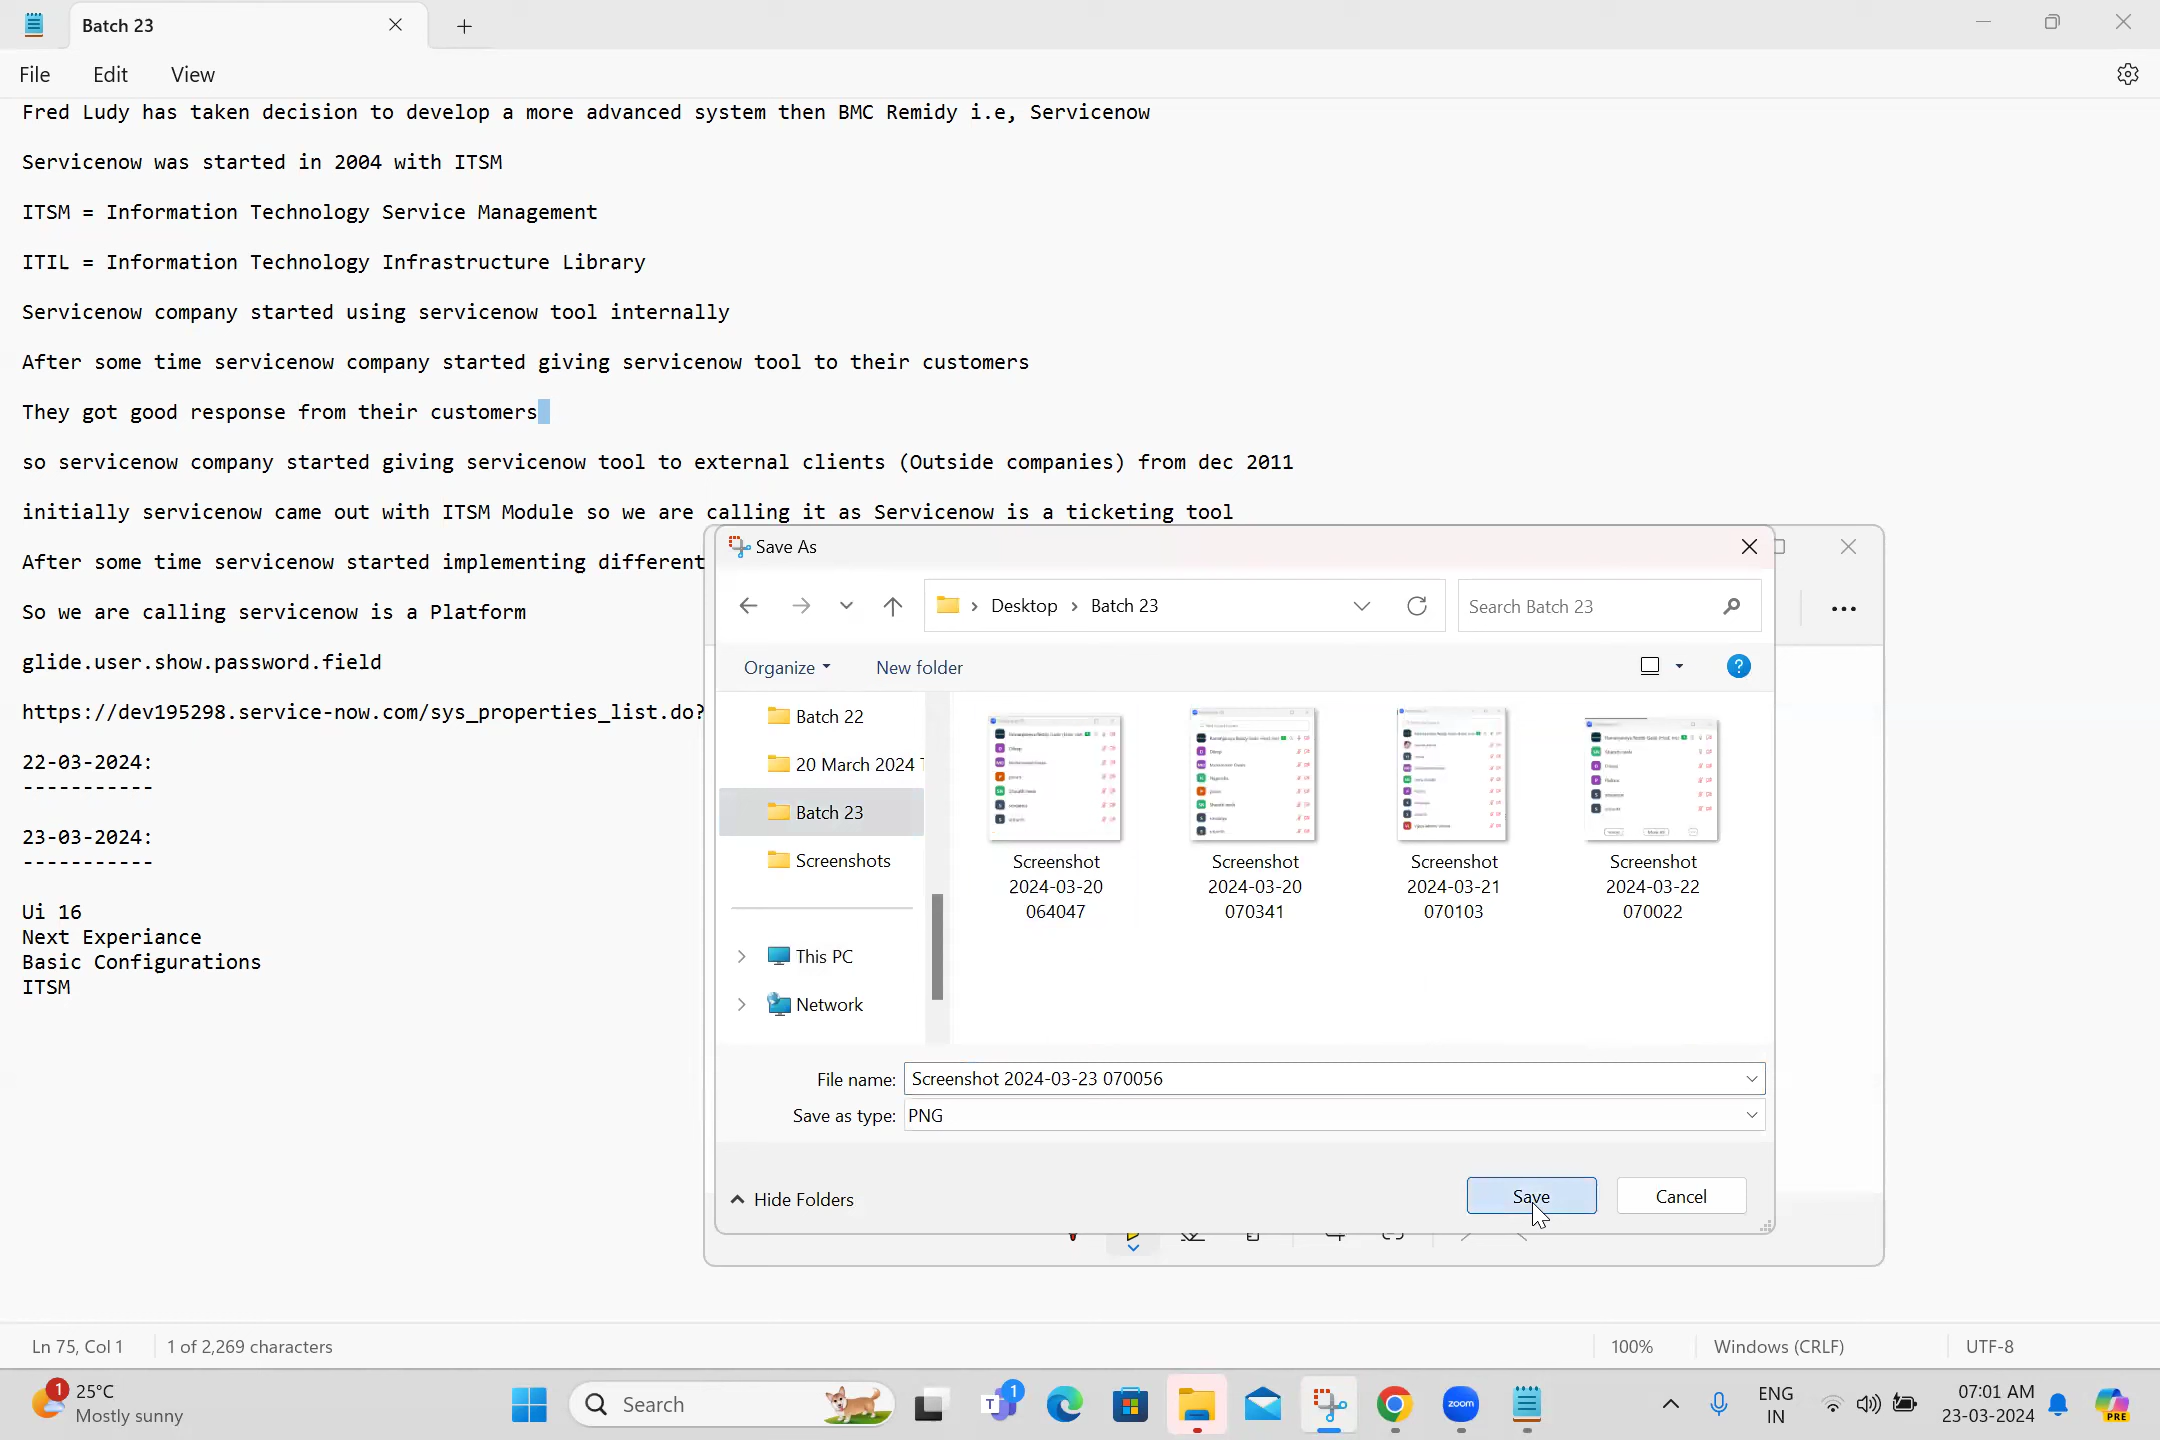 Batch 23
File
Edit
View
Fred Ludy has taken decision to develop a more advanced system then BMC Remidy i.e, Servicenow
Servicenow was started in 2004 with ITSM
ITSM = Information Technology Service Management
ITIL = Information Technology Infrastructure Library
Servicenow company started using servicenow tool internally
After some time servicenow company started giving servicenow tool to their customers
They got good response from their customers
so servicenow company started giving servicenow tool to external clients (Outside companies) from dec 2011
initially servicenow came out with ITSM Module so we are calling it as Servicenow is a ticketing tool
After some time servicenow started implementing different
So we are calling servicenow is a Platform
glide.user.show.password.field
https://dev195298.service-now.com/sys_properties_list.do?
22-03-2024:
-----------
23-03-2024:
-----------
Ui 16
Next Experiance
Basic Configurations
ITSM
Save As
Desktop > Batch 23
Search Batch 23
Organize
New folder
Batch 22
20 March 2024
Batch 23
Screenshots
This PC
Network
Screenshot 2024-03-20 064047
Screenshot 2024-03-20 070341
Screenshot 2024-03-21 070103
Screenshot 2024-03-22 070022
File name: Screenshot 2024-03-23 070056
Save as type: PNG
Hide Folders
Save
Cancel
Ln 75, Col 1
1 of 2,269 characters
100%
Windows (CRLF)
UTF-8
1
25°C
Mostly sunny
Search
T
1
zoom
ENG
IN
07:01 AM
23-03-2024
PRE